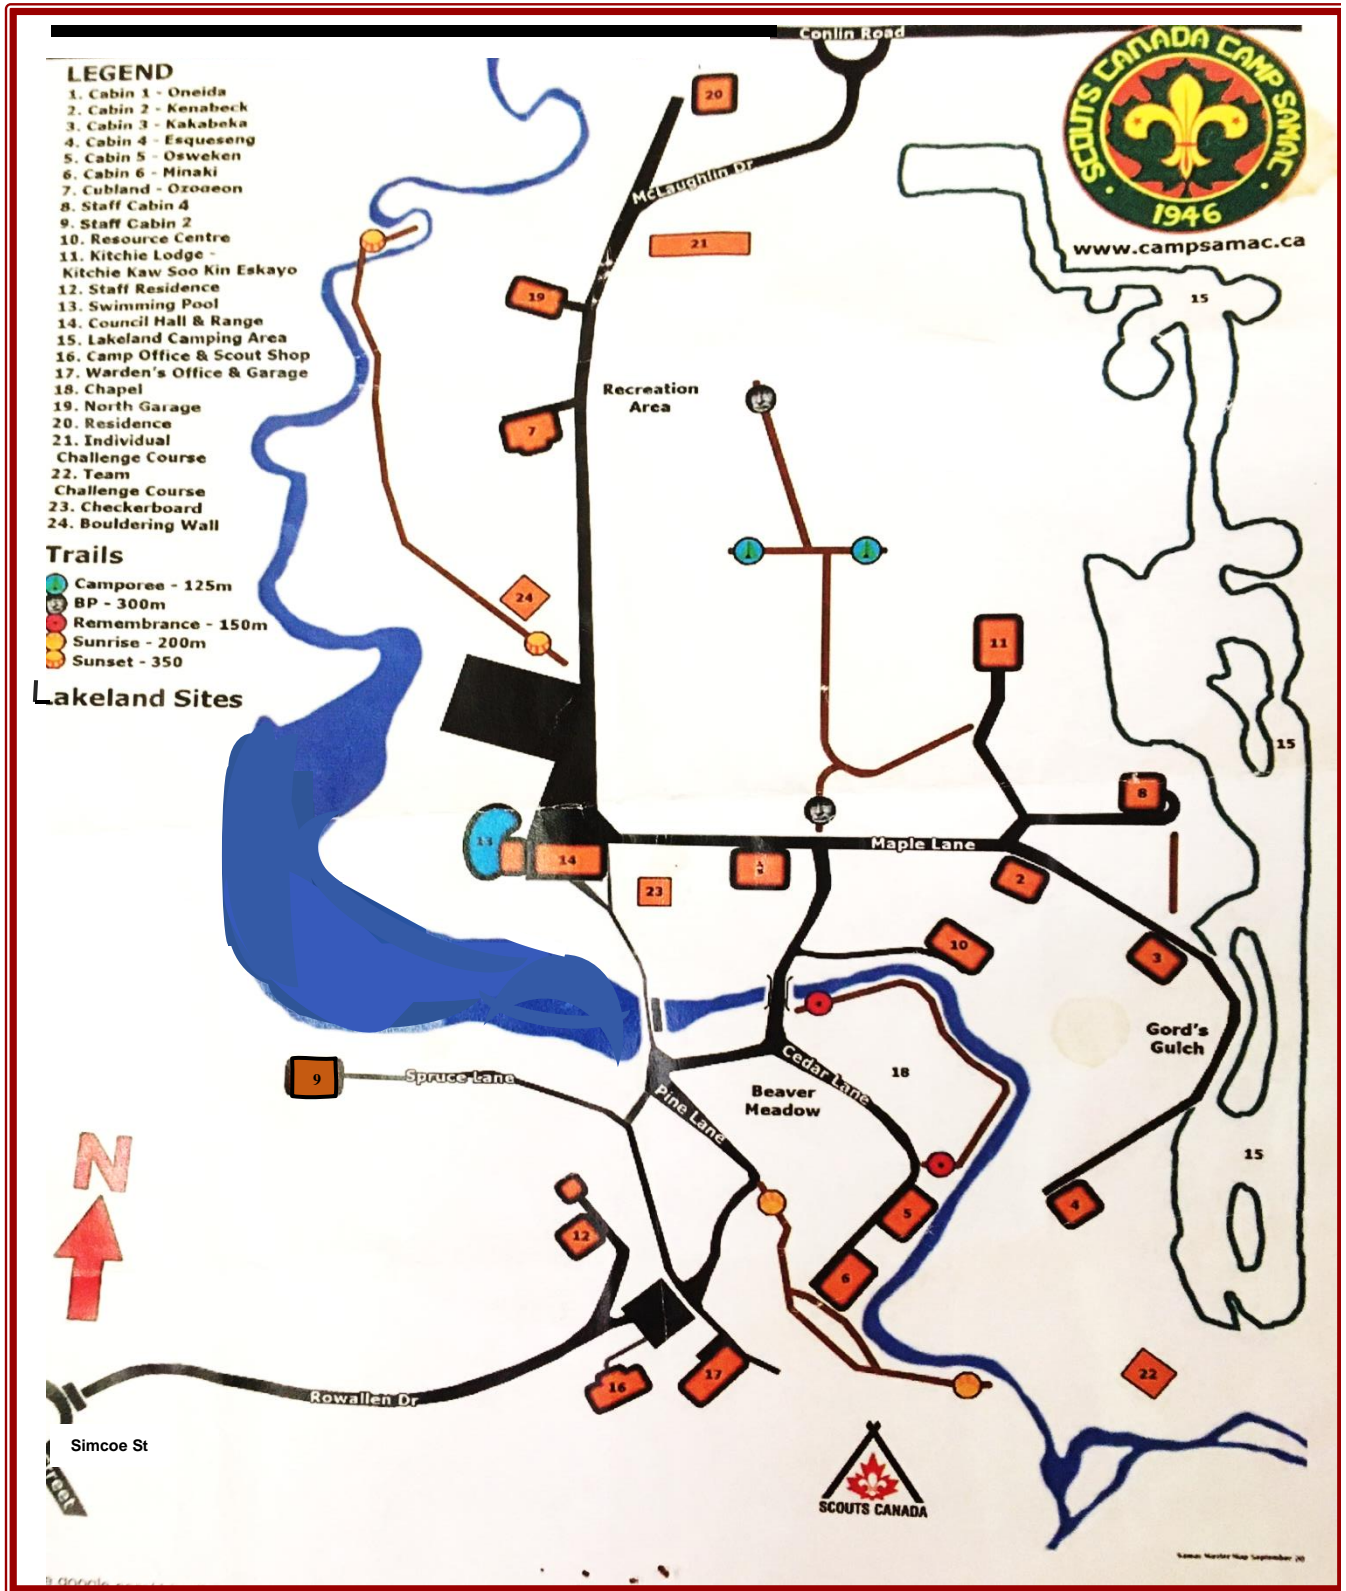 Conlin Road
LEGEND
1. Cabin 1 - Oneida
2. Cabin 2 - Kenabeck
3. Cabin 3 - Kakabeka
4. Cabin 4 - Esqueseng
5. Cabin 5 - Osweken
6. Cabin 6 - Minaki
7. Cubland - Ozogeon
8. Staff Cabin 4
9. Staff Cabin 2
10. Resource Centre
11. Kitchie Lodge -
Kitchie Kaw Soo Kin Eskayo
12. Staff Residence
13. Swimming Pool
14. Council Hall & Range
15. Lakeland Camping Area
16. Camp Office & Scout Shop
17. Warden's Office & Garage
18. Chapel
19. North Garage
20. Residence
21. Individual
Challenge Course
22. Team
Challenge Course
23. Checkerboard
24. Bouldering Wall
Trails
Camporee - 125m
BP - 300m
Remembrance - 150m
Sunrise - 200m
Sunset - 350
Lakeland Sites
SCOUTS CANADA CAMP SAMAC
1946
www.campsamac.ca
20
McLaughlin Dr
21
19
15
Recreation
Area
7
24
11
15
8
13
14
Maple Lane
23
2
10
3
Gord's
Gulch
9
Spruce Lane
Cedar Lane
18
Beaver
Meadow
Pine Lane
15
12
5
4
6
16
17
22
Rowallen Dr
Simcoe St
reet
SCOUTS CANADA
Samac Master Map September 20